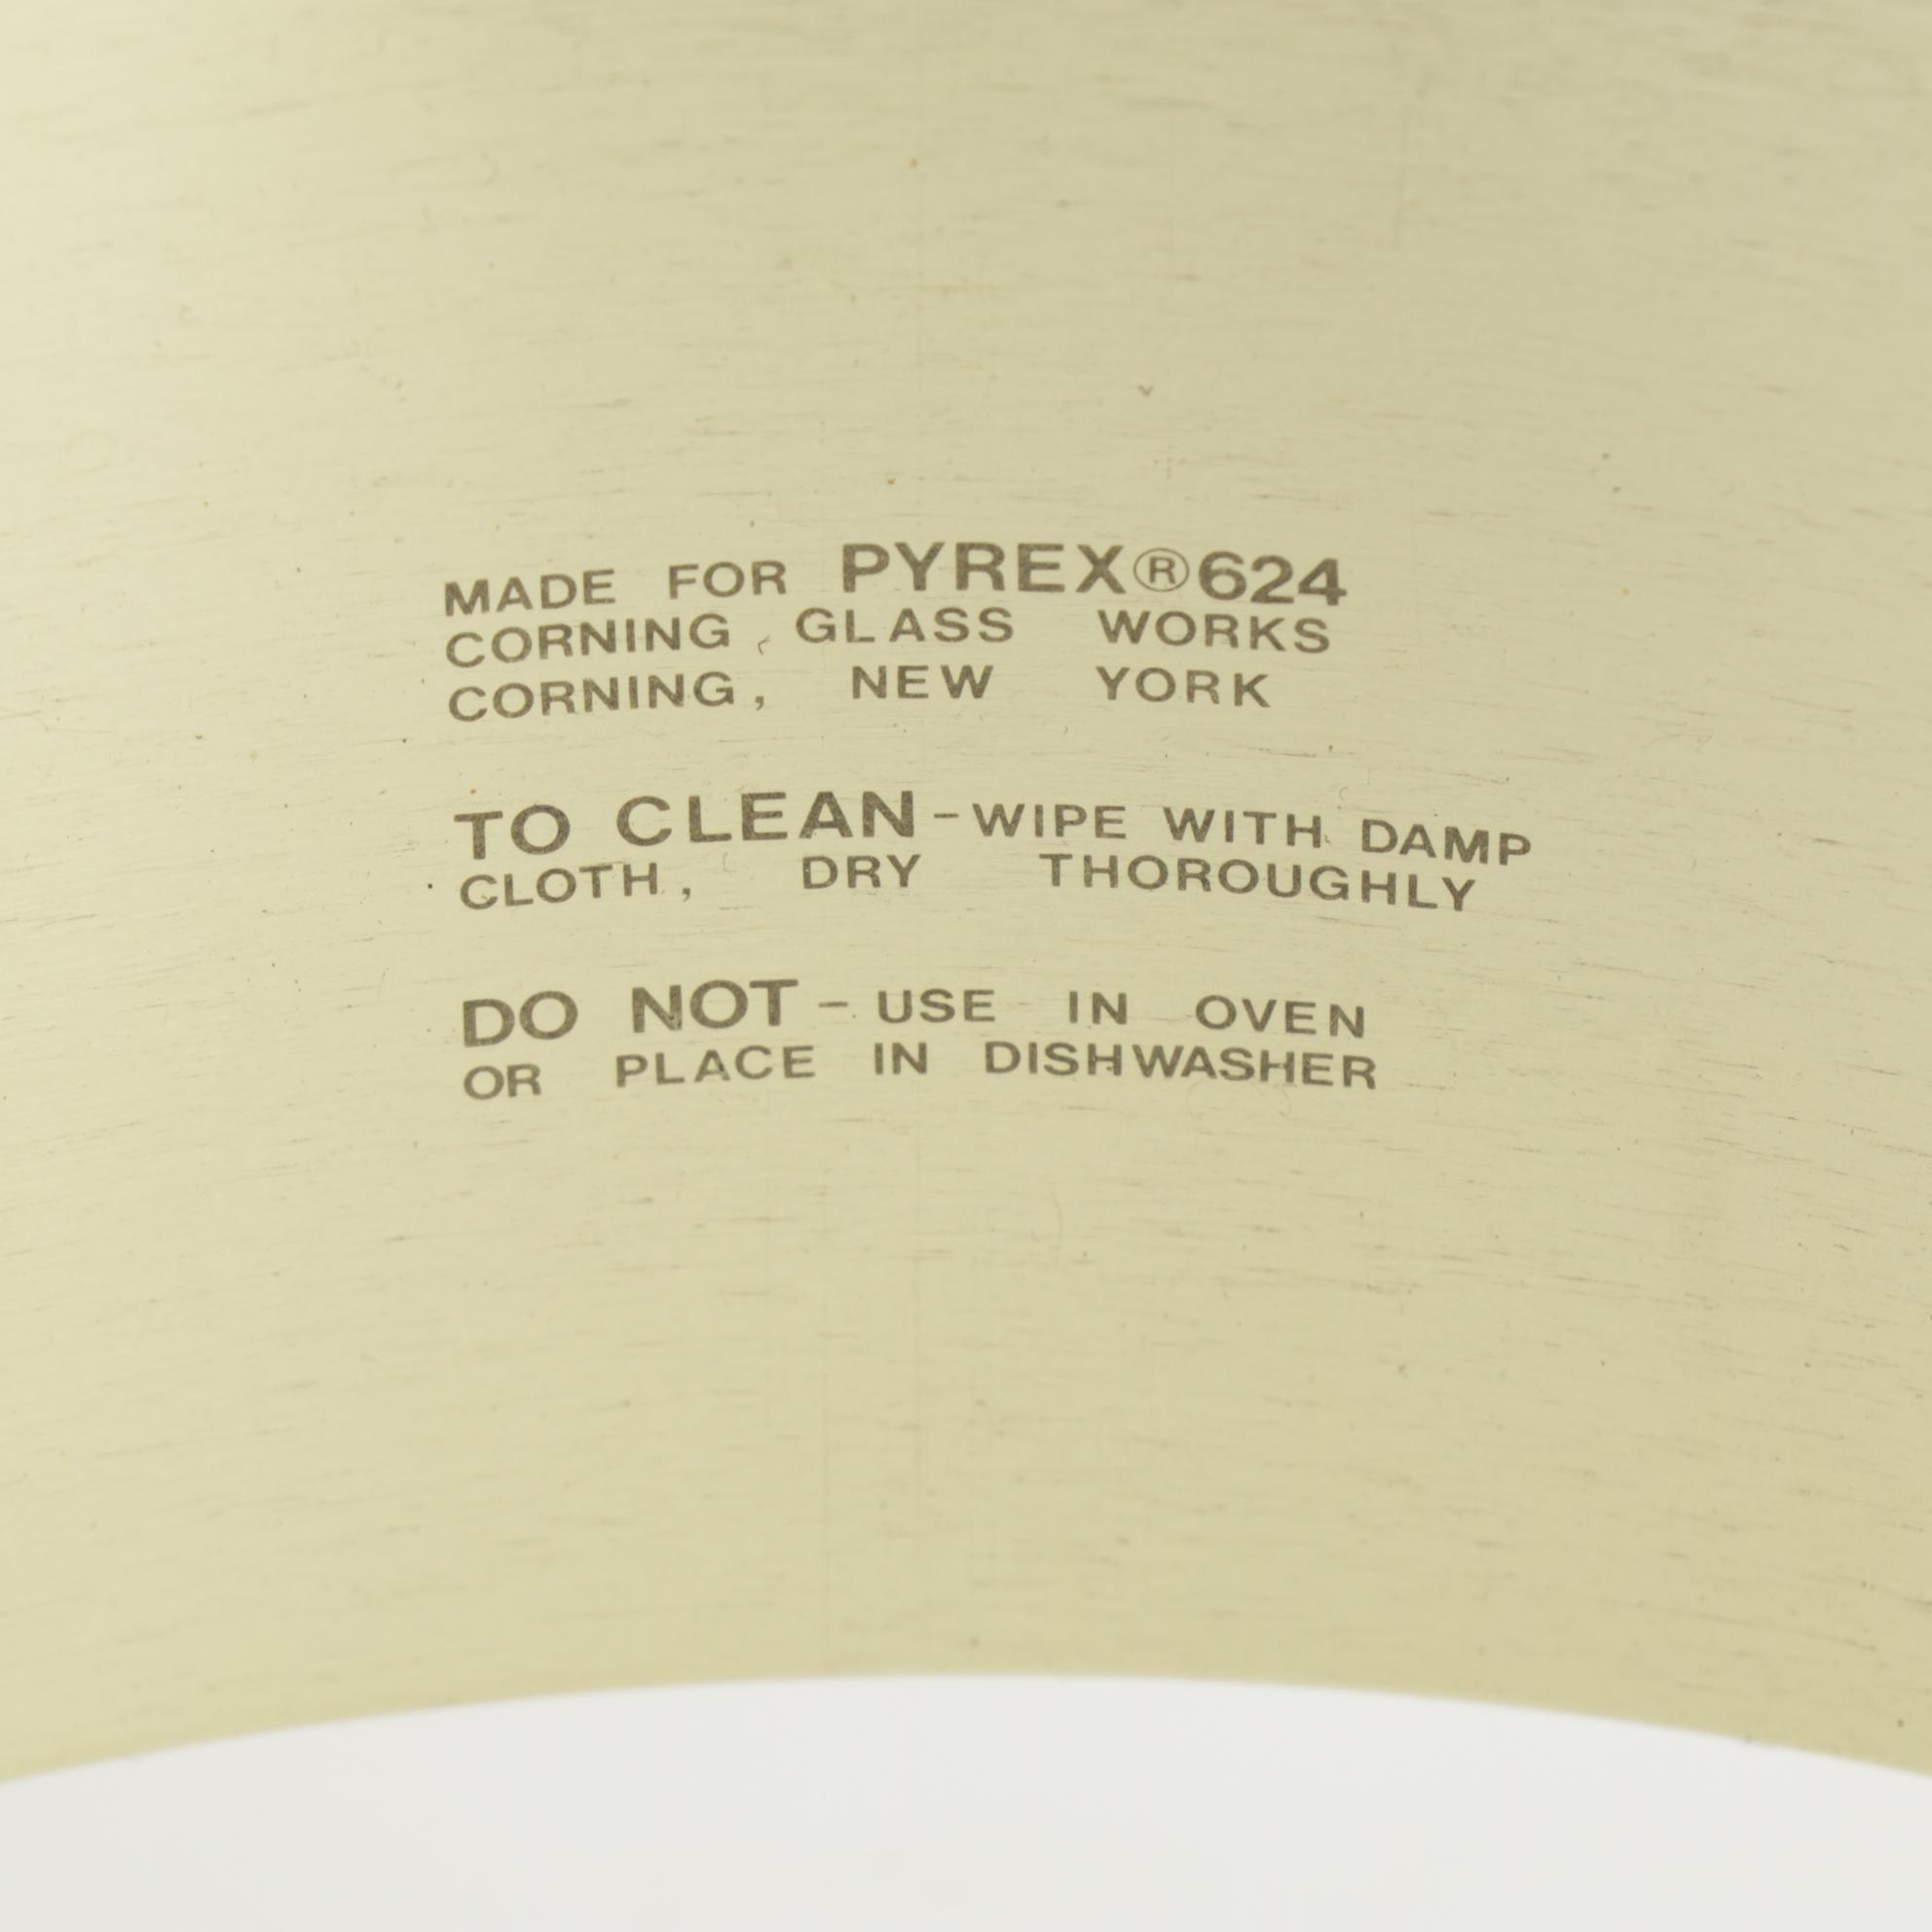 MADE FOR PYREX®624
CORNING GLASS WORKS
CORNING, NEW YORK
TO CLEAN-WIPE WITH DAMP
CLOTH, DRY THOROUGHLY
DO NOT-USE IN OVEN
OR PLACE IN DISHWASHER